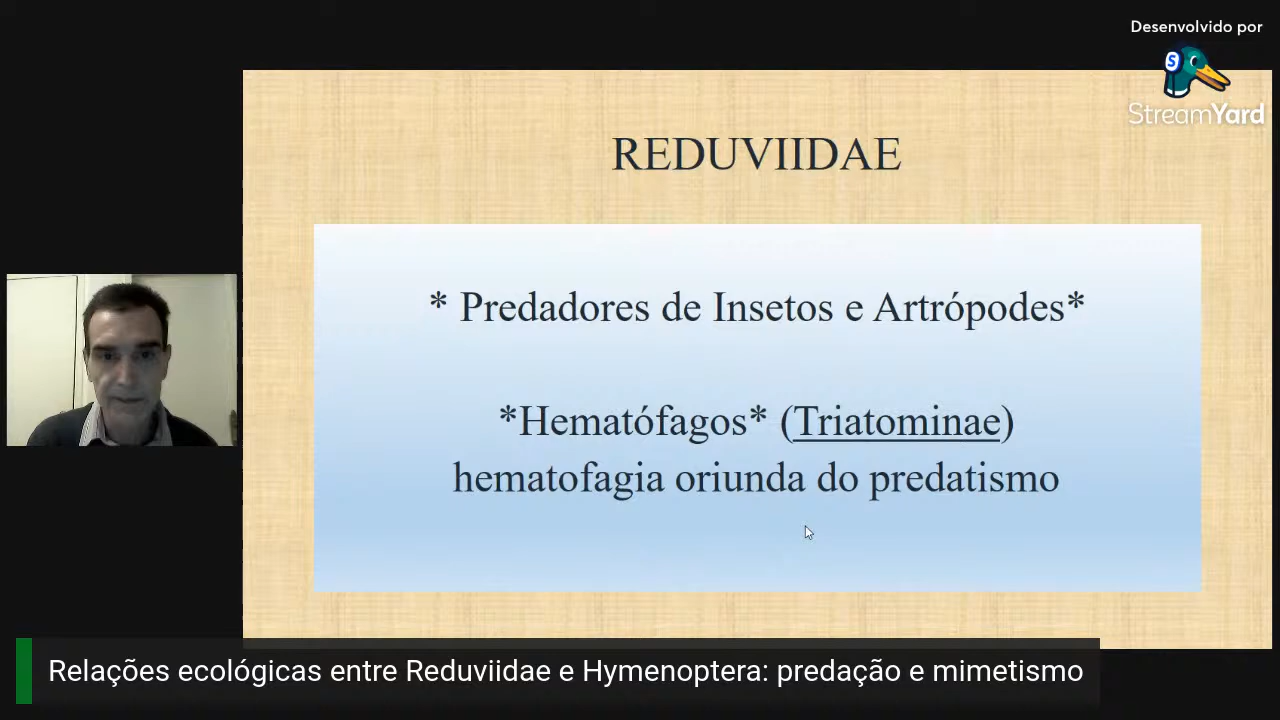 Desenvolvido por
StreamYard
REDUVIIDAE
* Predadores de Insetos e Artrópodes*
*Hematófagos* (Triatominae)
hematofagia oriunda do predatismo
Relações ecológicas entre Reduviidae e Hymenoptera: predação e mimetismo